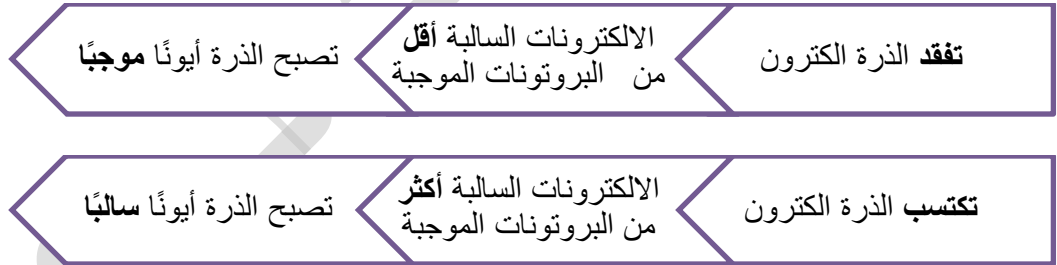 تفقد الذرة الكترون
الالكترونات السالبة أقل
من البروتونات الموجبة
تصبح الذرة أيونًا موجبًا
تكتسب الذرة الكترون
الالكترونات السالبة أكثر
من البروتونات الموجبة
تصبح الذرة أيونًا سالبًا